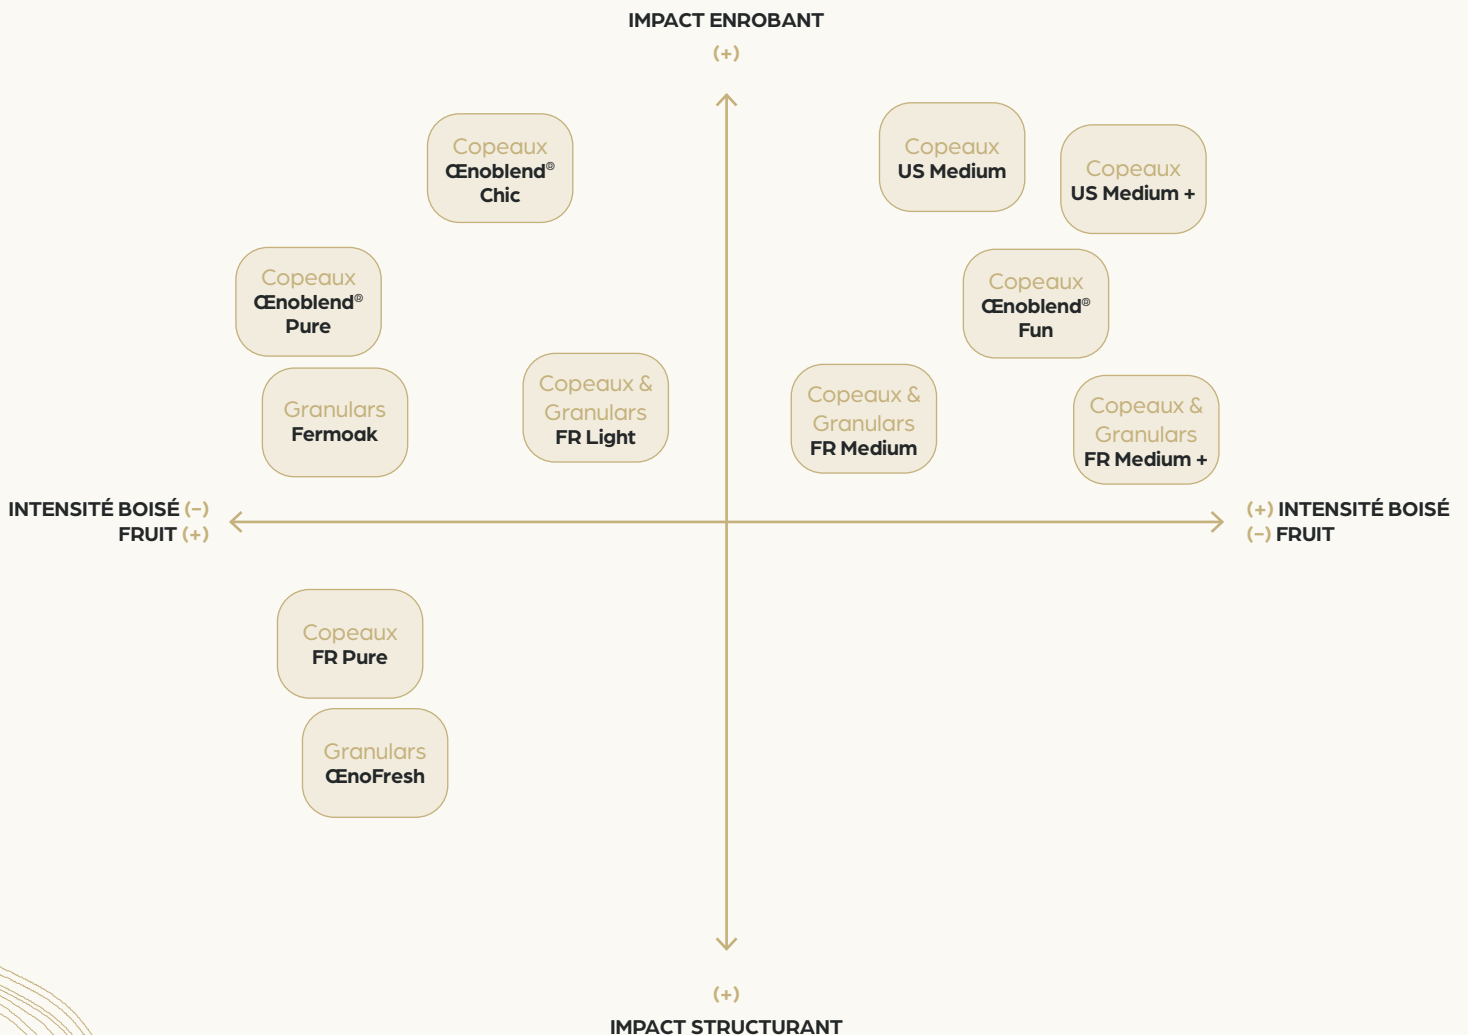 IMPACT ENROBANT
(+)
Copeaux
Œnoblend®
Chic
Copeaux
US Medium
Copeaux
US Medium +
Copeaux
Œnoblend®
Pure
Copeaux
Œnoblend®
Fun
Granulars
Fermoak
Copeaux &
Granulars
FR Light
Copeaux &
Granulars
FR Medium
Copeaux &
Granulars
FR Medium +
INTENSITÉ BOISÉ (−)
FRUIT (+)
(+) INTENSITÉ BOISÉ
(−) FRUIT
Copeaux
FR Pure
Granulars
ŒnoFresh
(+)
IMPACT STRUCTURANT